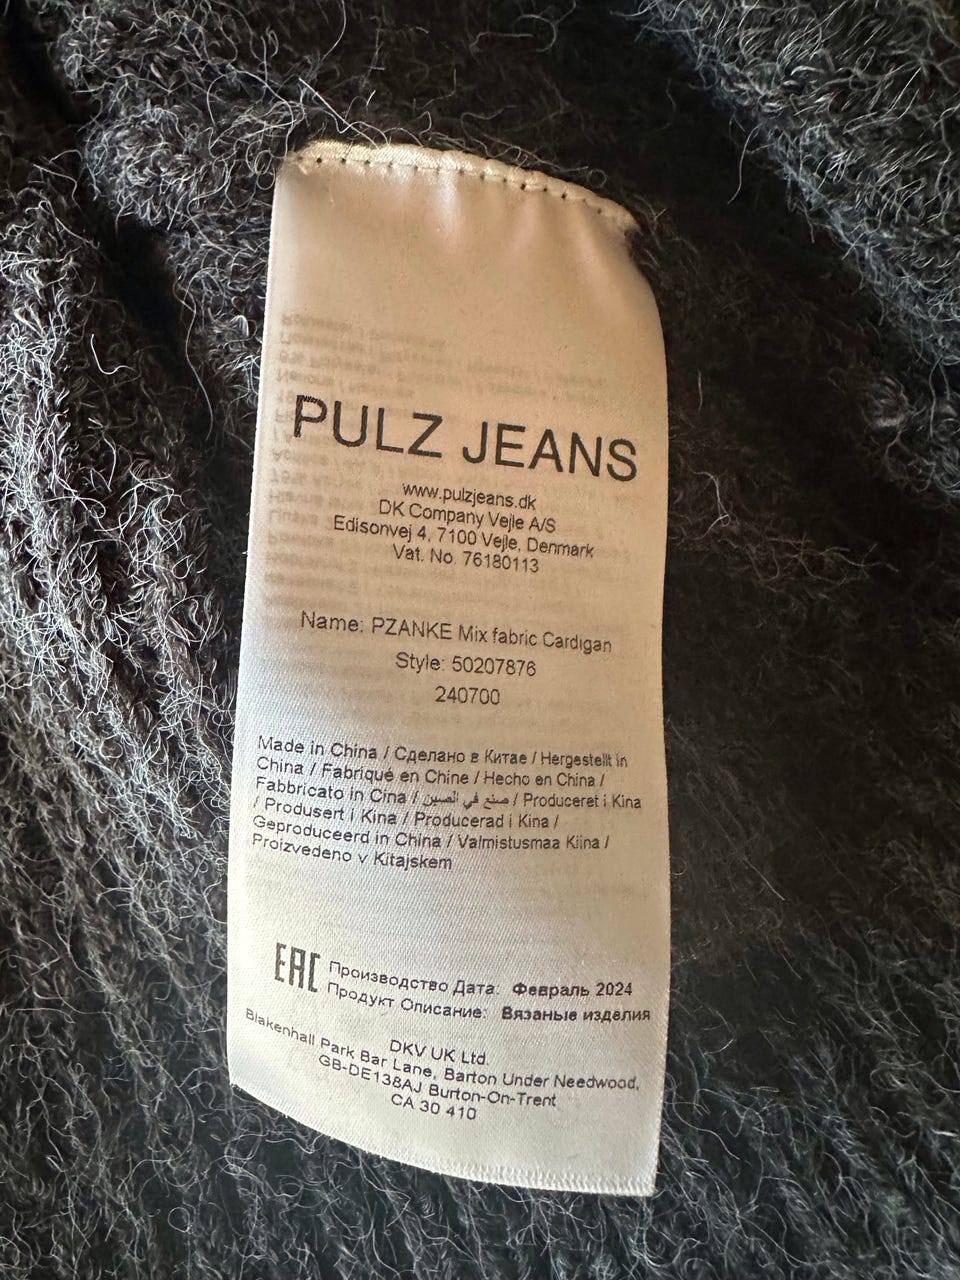 PULZ JEANS
www.pulzjeans.dk
DK Company Vejle A/S
Edisonvej 4, 7100 Vejle, Denmark
Vat. No. 76180113
Name: PZANKE Mix fabric Cardigan
Style: 50207876
240700
Made in China / Сделано в Китае / Hergestellt in
China / Fabriqué en Chine / Hecho en China /
Fabbricato in Cina / صنع في الصين / Produceret i Kina
/ Produsert i Kina / Producerad i Kina /
Geproduceerd in China / Valmistusmaa Kiina /
Proizvedeno v Kitajskem
EAC Производство Дата: Февраль 2024
Продукт Описание: Вязаные изделия
DKV UK Ltd.
Blakenhall Park Bar Lane, Barton Under Needwood,
GB-DE138AJ Burton-On-Trent
CA 30 410